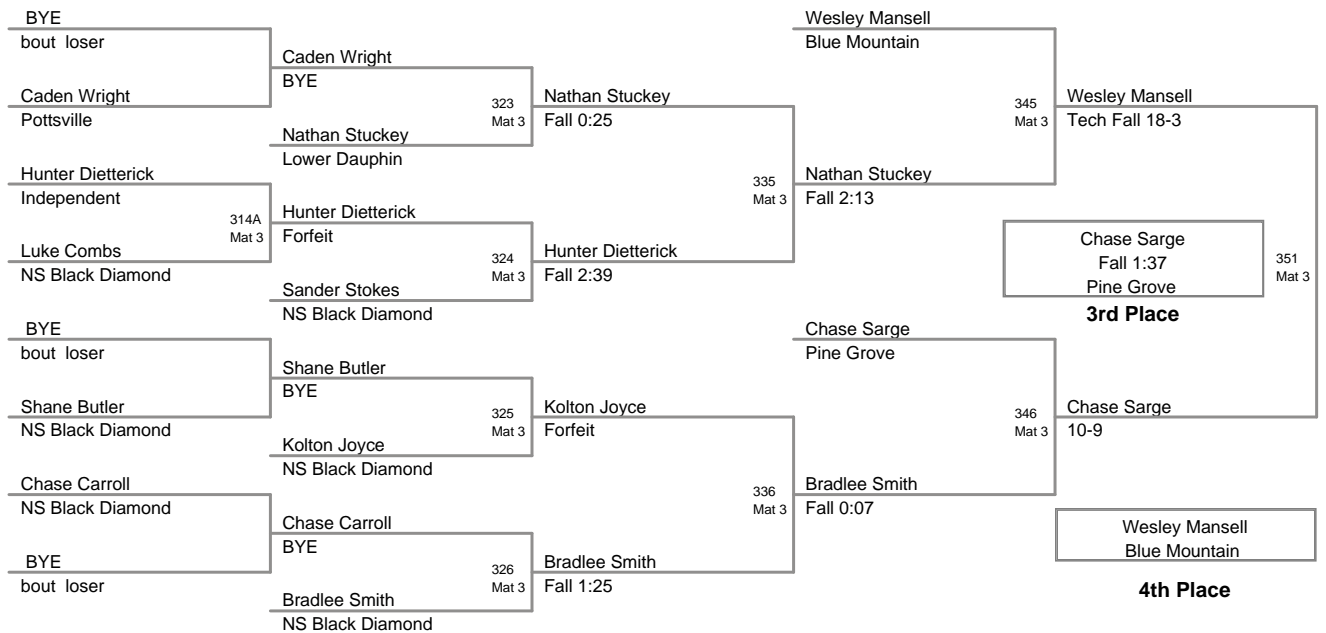 BYE
bout loser
Caden Wright
Pottsville
Hunter Dietterick
Independent
314A
Mat 3
Luke Combs
NS Black Diamond
BYE
bout loser
Shane Butler
NS Black Diamond
Chase Carroll
NS Black Diamond
BYE
bout loser
Caden Wright
BYE
323
Mat 3
Nathan Stuckey
Lower Dauphin
Hunter Dietterick
Forfeit
324
Mat 3
Sander Stokes
NS Black Diamond
Shane Butler
BYE
325
Mat 3
Kolton Joyce
NS Black Diamond
Chase Carroll
BYE
326
Mat 3
Bradlee Smith
NS Black Diamond
Nathan Stuckey
Fall 0:25
335
Mat 3
Hunter Dietterick
Fall 2:39
Kolton Joyce
Forfeit
336
Mat 3
Bradlee Smith
Fall 1:25
Wesley Mansell
Blue Mountain
345
Mat 3
Nathan Stuckey
Fall 2:13
Chase Sarge
Pine Grove
346
Mat 3
Bradlee Smith
Fall 0:07
Wesley Mansell
Tech Fall 18-3
Chase Sarge
Fall 1:37
Pine Grove
3rd Place
351
Mat 3
Chase Sarge
10-9
Wesley Mansell
Blue Mountain
4th Place